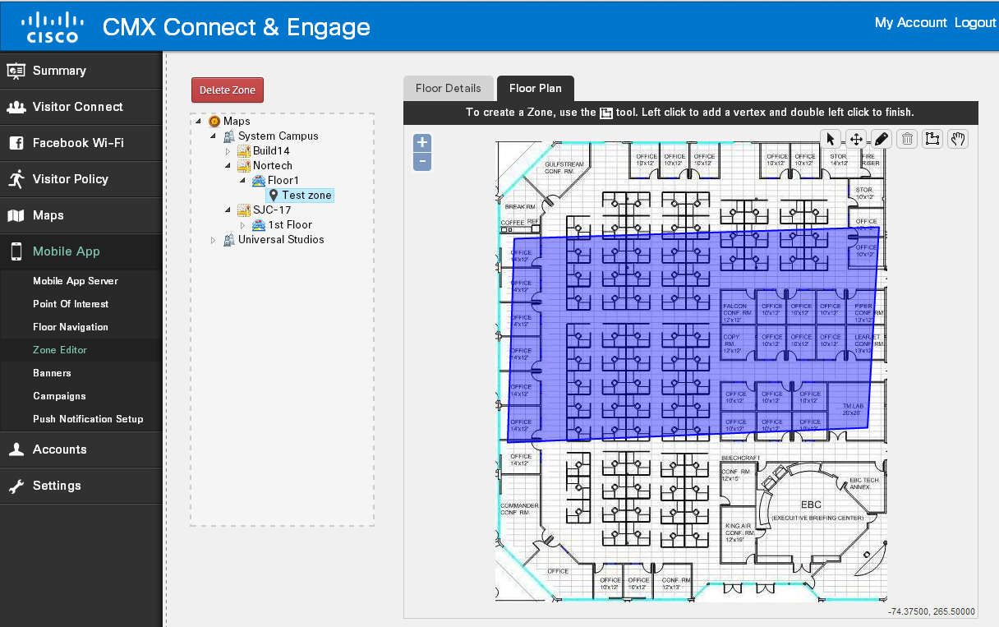 CISCO
CMX Connect & Engage
My Account Logout
Summary
Visitor Connect
Facebook Wi-Fi
Visitor Policy
Maps
Mobile App
Mobile App Server
Point Of Interest
Floor Navigation
Zone Editor
Banners
Campaigns
Push Notification Setup
Accounts
Settings
Delete Zone
Maps
System Campus
Build14
Nortech
Floor1
Test zone
SJC-17
1st Floor
Universal Studios
Floor Details
Floor Plan
To create a Zone, use the tool. Left click to add a vertex and double left click to finish.
+
-
GULFSTREAM
CONF. RM.
OFFICE
10'x12'
OFFICE
10'x12'
OFFICE
10'x12'
OFFICE
10'x12'
OFFICE
10'x12'
STOR.
14'x12'
FIRE
RISER
STOR.
10'x12'
BREAK RM.
COFFEE
REF
OFFICE
10'x12'
OFFICE
14'x12'
OFFICE
10'x12'
OFFICE
14'x12'
FALCON
CONF. RM
12'x12'
OFFICE
10'x12'
OFFICE
10'x12'
OFFICE
10'x12'
PIPER
CONF. RM
13'x12'
OFFICE
14'x12'
COPY
RM.
12'x12'
OFFICE
10'x12'
OFFICE
10'x12'
OFFICE
10'x12'
LEARJET
CONF. RM
13'x12'
OFFICE
14'x12'
OFFICE
14'x12'
OFFICE
10'x12'
OFFICE
10'x12'
OFFICE
10'x12'
TM LAB
20'x20'
OFFICE
14'x12'
OFFICE
10'x12'
OFFICE
10'x12'
OFFICE
10'x12'
OFFICE
14'x12'
BEECHCRAFT
CONF. RM
12'x15'
EBC TECH.
ANNEX.
COMMANDER
CONF RM.
EBC
(EXECUTIVE BRIEFING CENTER)
KING AIR
CONF. RM.
12'x19'
OFFICE
OFFICE
10'x12'
OFFICE
10'x12'
CONF. RM
12'x13'
-74.37500, 265.50000